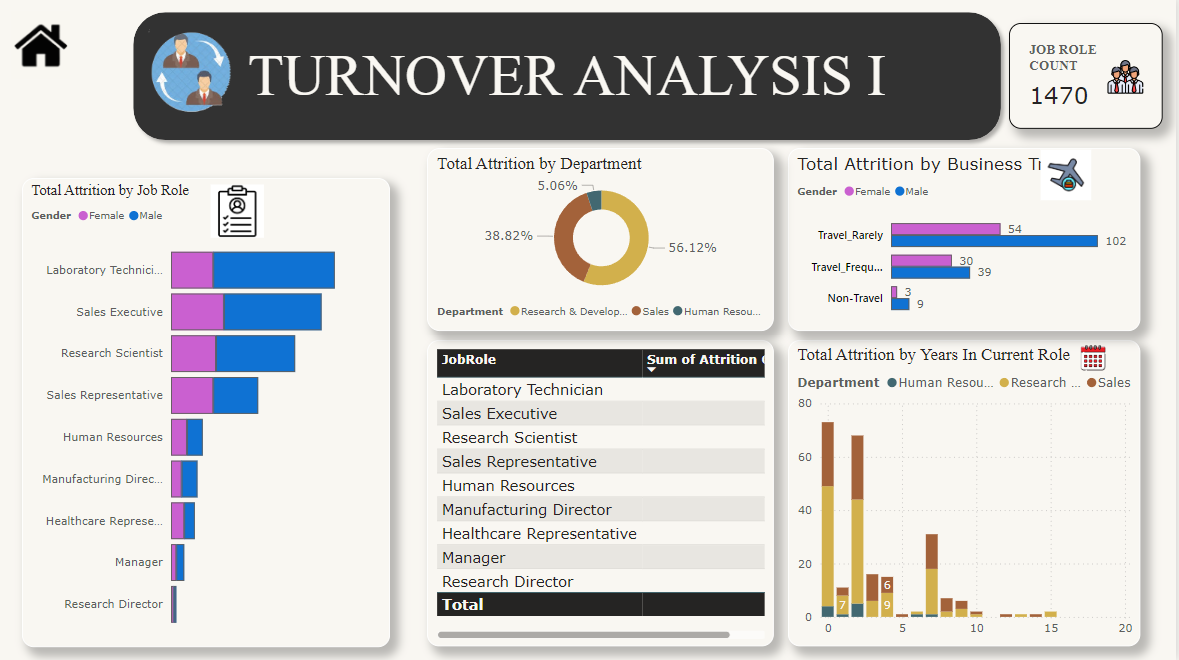 TURNOVER ANALYSIS I
JOB ROLE
COUNT
1470
Total Attrition by Job Role
Gender Female Male
Laboratory Technici...
Sales Executive
Research Scientist
Sales Representative
Human Resources
Manufacturing Direc...
Healthcare Represe...
Manager
Research Director
Total Attrition by Department
5.06%
38.82%
56.12%
Department Research & Develop... Sales Human Resou...
JobRole Sum of Attrition
Laboratory Technician
Sales Executive
Research Scientist
Sales Representative
Human Resources
Manufacturing Director
Healthcare Representative
Manager
Research Director
Total
Total Attrition by Business Tr
Gender Female Male
Travel_Rarely 54
102
Travel_Frequ... 30
39
Non-Travel 3
9
Total Attrition by Years In Current Role
Department Human Resou... Research ... Sales
80
60
40
20
0
6
7 9
0 5 10 15 20